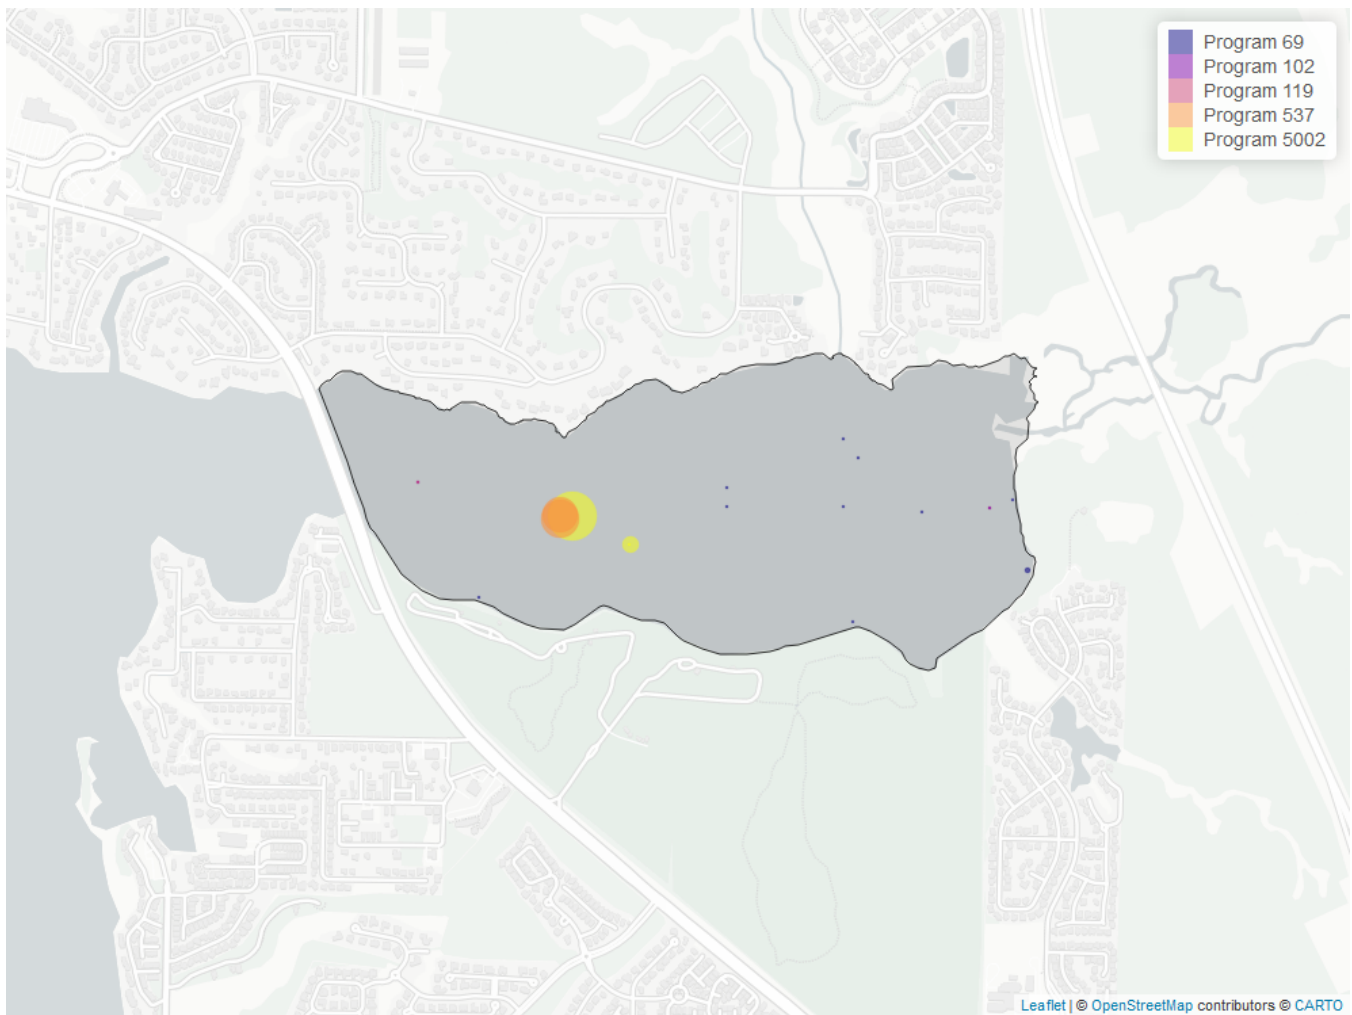 Program 69
Program 102
Program 119
Program 537
Program 5002
Leaflet | © OpenStreetMap contributors © CARTO